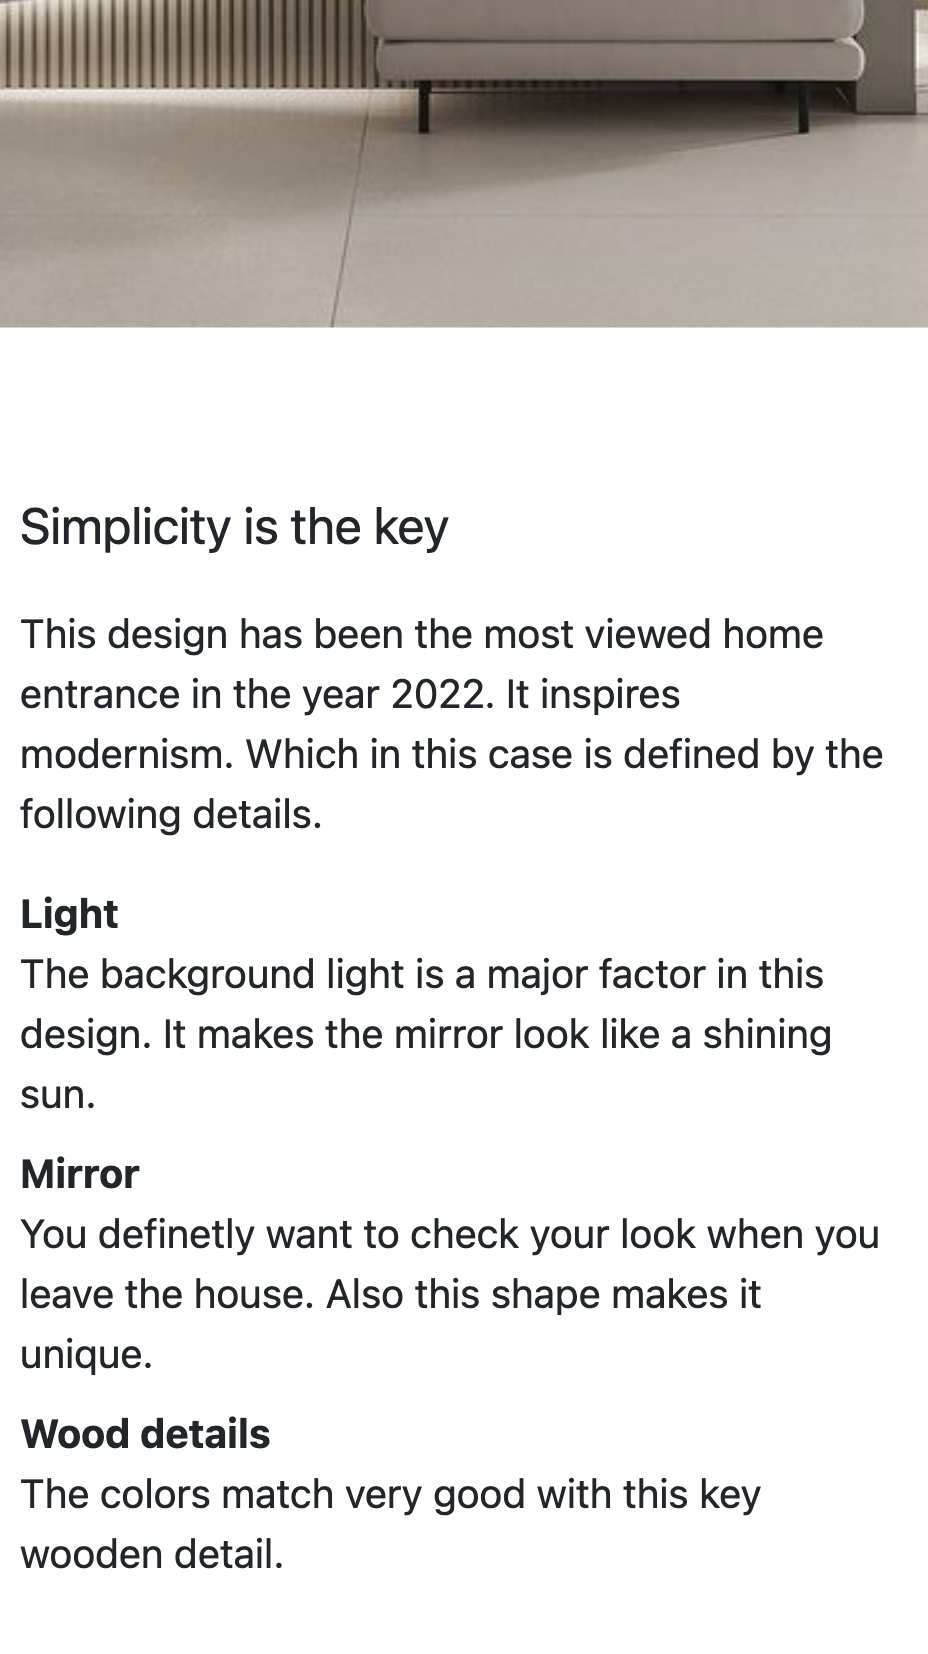 Simplicity is the key
This design has been the most viewed home
entrance in the year 2022. It inspires
modernism. Which in this case is defined by the
following details.
Light
The background light is a major factor in this
design. It makes the mirror look like a shining
sun.
Mirror
You definetly want to check your look when you
leave the house. Also this shape makes it
unique.
Wood details
The colors match very good with this key
wooden detail.